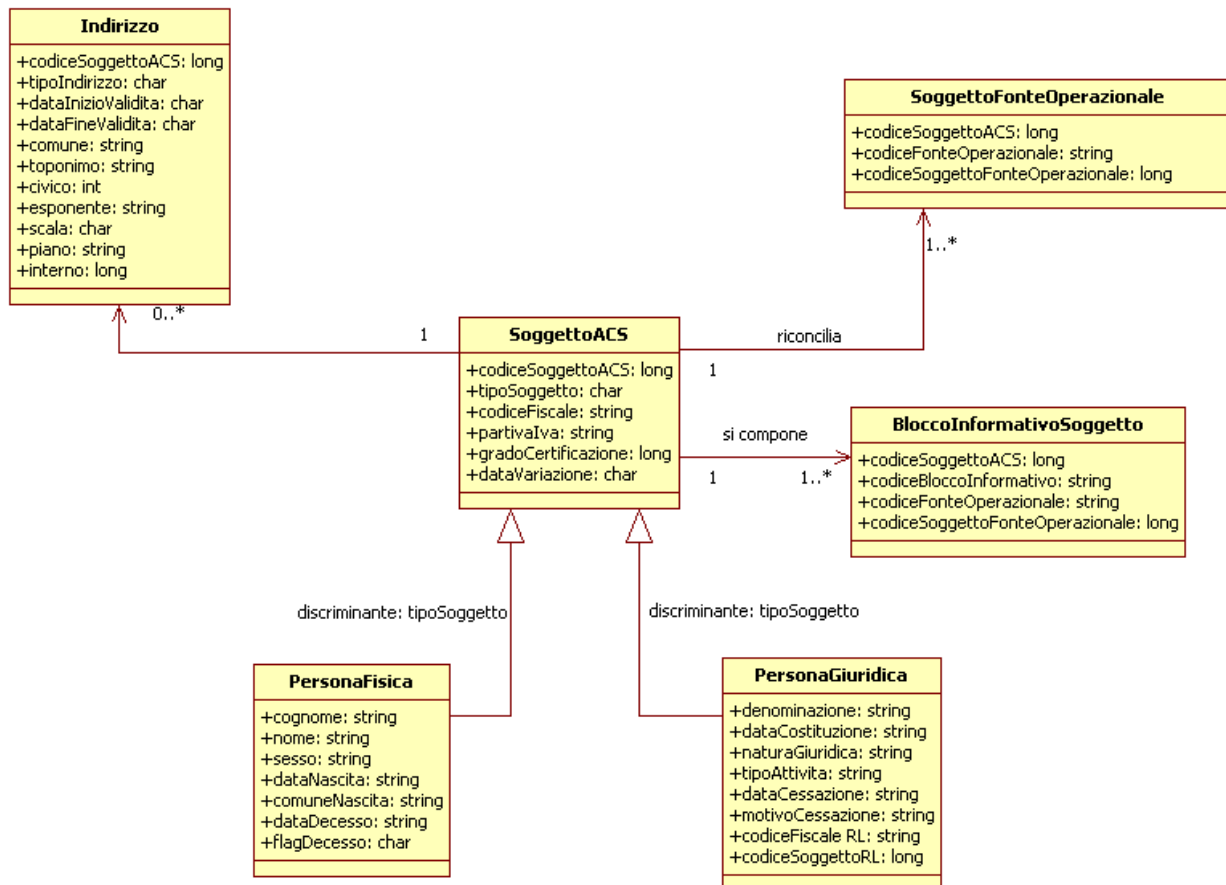 Indirizzo
+codiceSoggettoACS: long
+tipoIndirizzo: char
+dataInizioValidita: char
+dataFineValidita: char
+comune: string
+toponimo: string
+civico: int
+esponente: string
+scala: char
+piano: string
+interno: long
SoggettoFonteOperazionale
+codiceSoggettoACS: long
+codiceFonteOperazionale: string
+codiceSoggettoFonteOperazionale: long
1..*
0..*
1
riconcilia
1
SoggettoACS
+codiceSoggettoACS: long
+tipoSoggetto: char
+codiceFiscale: string
+partivaIva: string
+gradoCertificazione: long
+dataVariazione: char
si compone
1
1..*
BloccoInformativoSoggetto
+codiceSoggettoACS: long
+codiceBloccoInformativo: string
+codiceFonteOperazionale: string
+codiceSoggettoFonteOperazionale: long
discriminante: tipoSoggetto
discriminante: tipoSoggetto
PersonaFisica
+cognome: string
+nome: string
+sesso: string
+dataNascita: string
+comuneNascita: string
+dataDecesso: string
+flagDecesso: char
PersonaGiuridica
+denominazione: string
+dataCostituzione: string
+naturaGiuridica: string
+tipoAttivita: string
+dataCessazione: string
+motivoCessazione: string
+codiceFiscale RL: string
+codiceSoggettoRL: long